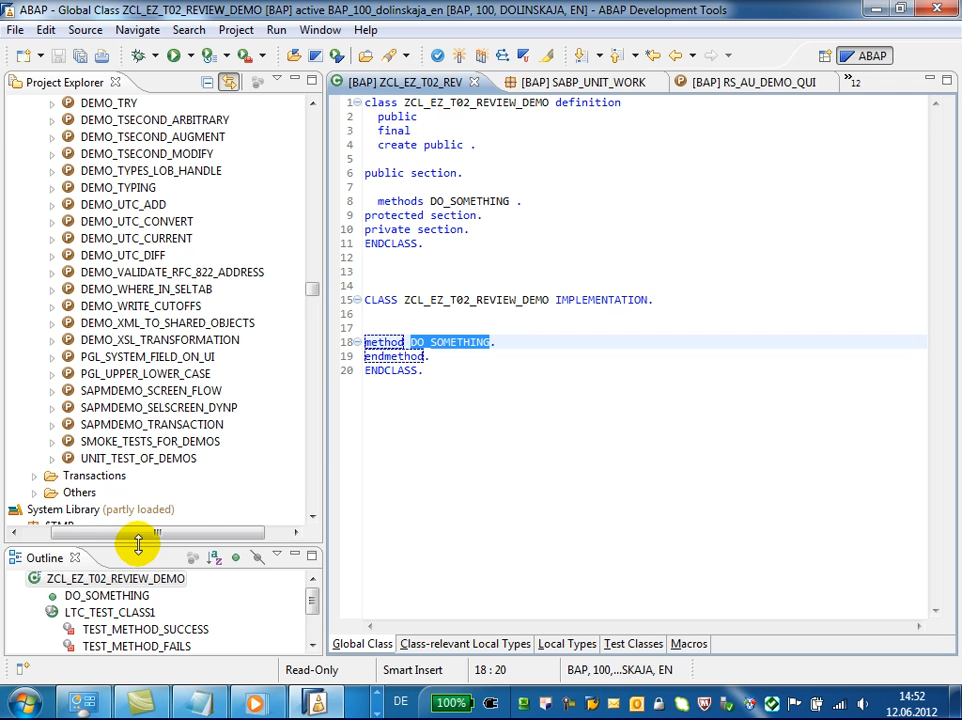 ABAP - Global Class ZCL_EZ_T02_REVIEW_DEMO [BAP] active BAP_100_dolinskaja_en [BAP, 100, DOLINSKAJA, EN] - ABAP Development Tools
File Edit Source Navigate Search Project Run Window Help
ABAP
Project Explorer
DEMO_TRY
DEMO_TSECOND_ARBITRARY
DEMO_TSECOND_AUGMENT
DEMO_TSECOND_MODIFY
DEMO_TYPES_LOB_HANDLE
DEMO_TYPING
DEMO_UTC_ADD
DEMO_UTC_CONVERT
DEMO_UTC_CURRENT
DEMO_UTC_DIFF
DEMO_VALIDATE_RFC_822_ADDRESS
DEMO_WHERE_IN_SELTAB
DEMO_WRITE_CUTOFFS
DEMO_XML_TO_SHARED_OBJECTS
DEMO_XSL_TRANSFORMATION
PGL_SYSTEM_FIELD_ON_UI
PGL_UPPER_LOWER_CASE
SAPMDEMO_SCREEN_FLOW
SAPMDEMO_SELSCREEN_DYNP
SAPMDEMO_TRANSACTION
SMOKE_TESTS_FOR_DEMOS
UNIT_TEST_OF_DEMOS
Transactions
Others
System Library (partly loaded)
Outline
ZCL_EZ_T02_REVIEW_DEMO
DO_SOMETHING
LTC_TEST_CLASS1
TEST_METHOD_SUCCESS
TEST_METHOD_FAILS
[BAP] ZCL_EZ_T02_REV [BAP] SABP_UNIT_WORK [BAP] RS_AU_DEMO_QUI »12
1 class ZCL_EZ_T02_REVIEW_DEMO definition
2 public
3 final
4 create public .
5
6 public section.
7
8 methods DO_SOMETHING .
9 protected section.
10 private section.
11 ENDCLASS.
12
13
14
15 CLASS ZCL_EZ_T02_REVIEW_DEMO IMPLEMENTATION.
16
17
18 method DO_SOMETHING.
19 endmethod.
20 ENDCLASS.
Global Class Class-relevant Local Types Local Types Test Classes Macros
Read-Only Smart Insert 18 : 20 BAP, 100,...SKAJA, EN
DE 100% 14:52
12.06.2012